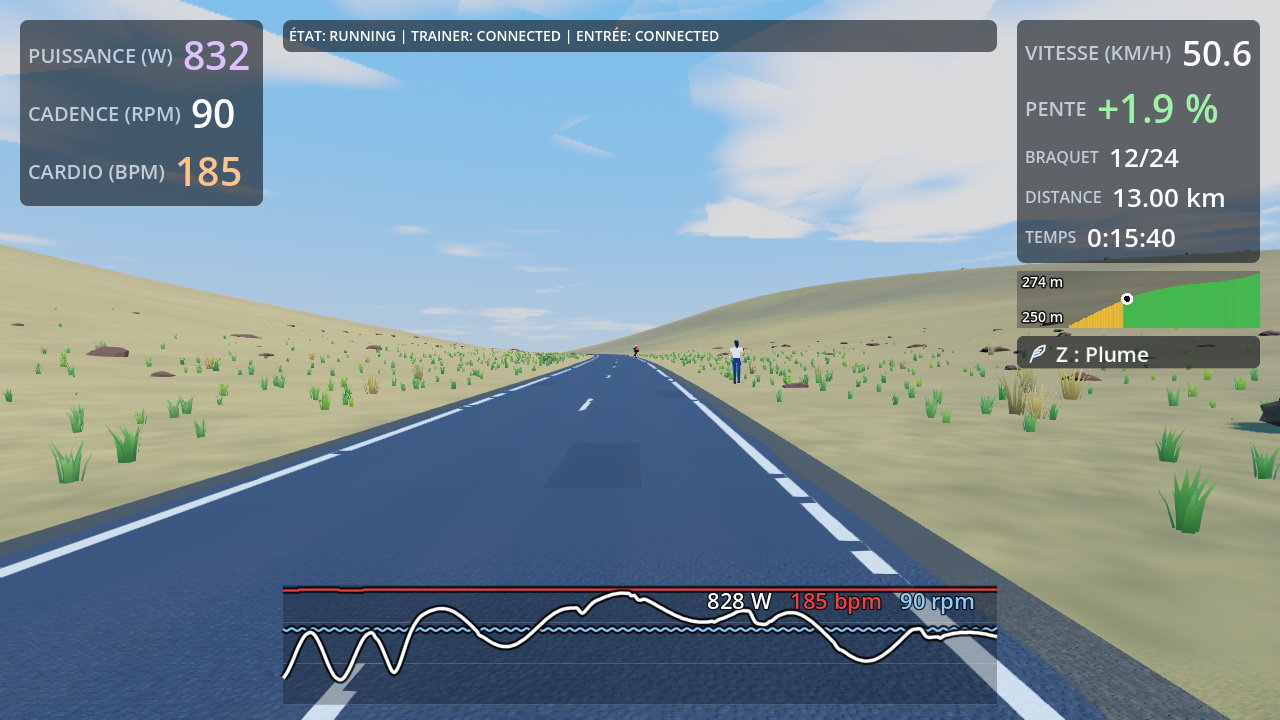 PUISSANCE (W) 832
CADENCE (RPM) 90
CARDIO (BPM) 185
ÉTAT: RUNNING | TRAINER: CONNECTED | ENTRÉE: CONNECTED
VITESSE (KM/H) 50.6
PENTE +1.9 %
BRAQUET 12/24
DISTANCE 13.00 km
TEMPS 0:15:40
274 m
250 m
Z : Plume
828 W 185 bpm 90 rpm